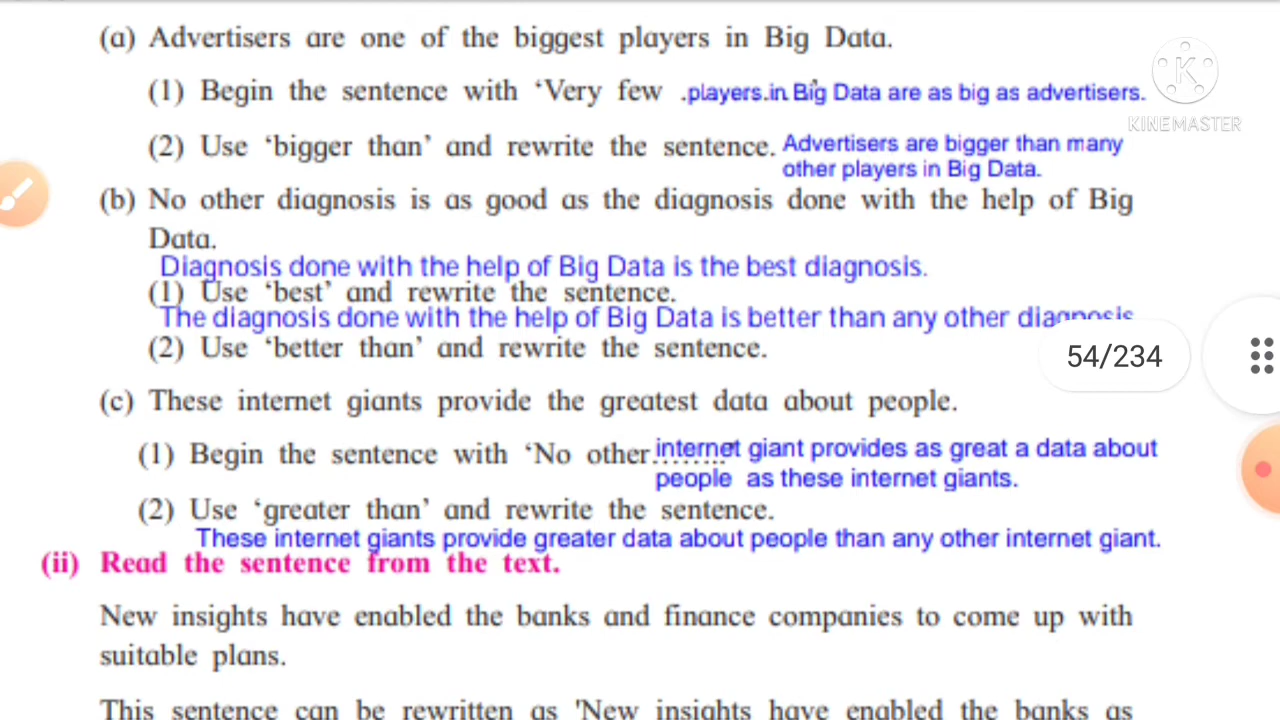 (a) Advertisers are one of the biggest players in Big Data.
(1) Begin the sentence with ‘Very few .players.in Big Data are as big as advertisers.
KINEMASTER
(2) Use ‘bigger than’ and rewrite the sentence. Advertisers are bigger than many
other players in Big Data.
(b) No other diagnosis is as good as the diagnosis done with the help of Big
Data.
Diagnosis done with the help of Big Data is the best diagnosis.
(1) Use ‘best’ and rewrite the sentence.
The diagnosis done with the help of Big Data is better than any other diagnosis
(2) Use ‘better than’ and rewrite the sentence.
54/234
(c) These internet giants provide the greatest data about people.
(1) Begin the sentence with ‘No other........ internet giant provides as great a data about
people as these internet giants.
(2) Use ‘greater than’ and rewrite the sentence.
These internet giants provide greater data about people than any other internet giant.
(ii) Read the sentence from the text.
New insights have enabled the banks and finance companies to come up with
suitable plans.
This sentence can be rewritten as 'New insights have enabled the banks as